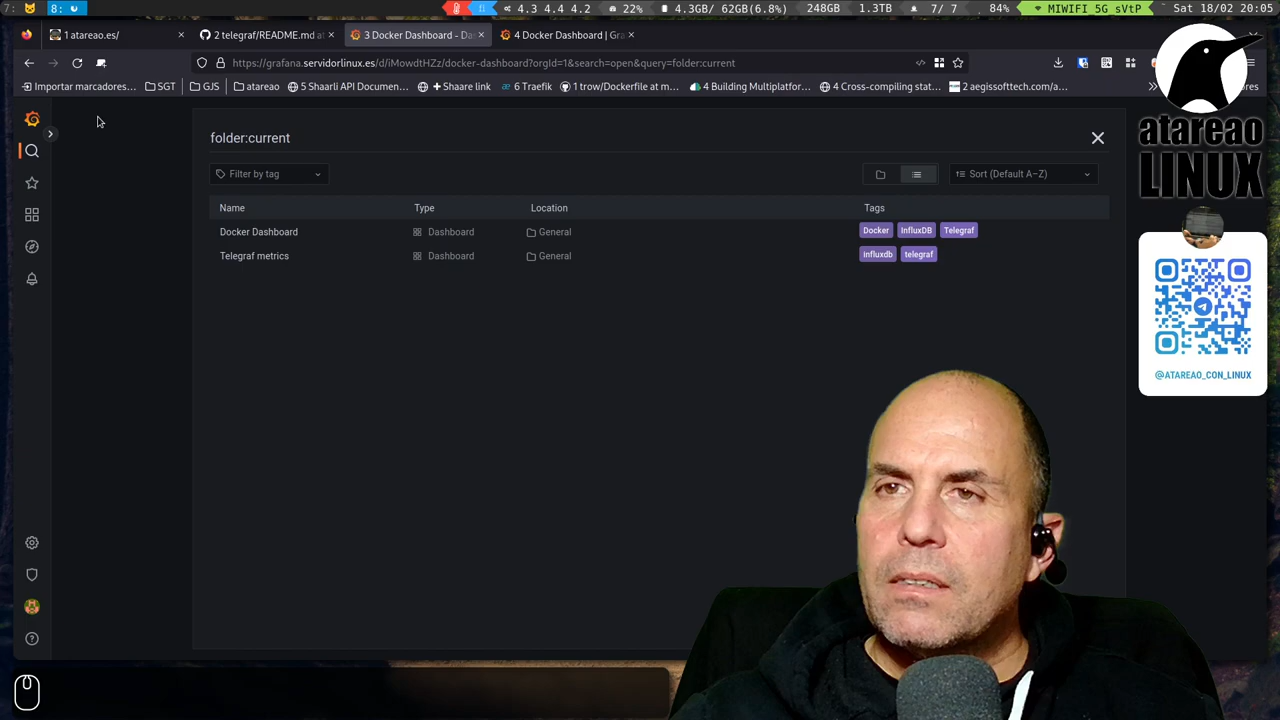 7: 8: 4.3 4.4 4.2 22% 4.3GB/ 62GB(6.8%) 248GB 1.3TB 7/ 7 84% MIWIFI 5G sVtP Sat 18/02 20:05
1 atareao.es/ 2 telegraf/README.md a 3 Docker Dashboard - Da 4 Docker Dashboard | Gra
https://grafana.servidorlinux.es/d/iMowdtHZz/docker-dashboard?orgId=1&search=open&query=folder:current
Importar marcadores… SGT GJS atareao 5 Shaarli API Documen… Shaare link 6 Traefik 1 trow/Dockerfile at m… 4 Building Multiplatfor… 4 Cross-compiling stat… 2 aegissofttech.com/a…
folder:current
Filter by tag Sort (Default A–Z)
Name Type Location Tags
Docker Dashboard Dashboard General Docker InfluxDB Telegraf
Telegraf metrics Dashboard General influxdb telegraf
atareao
LINUX
@ATAREAO_CON_LINUX